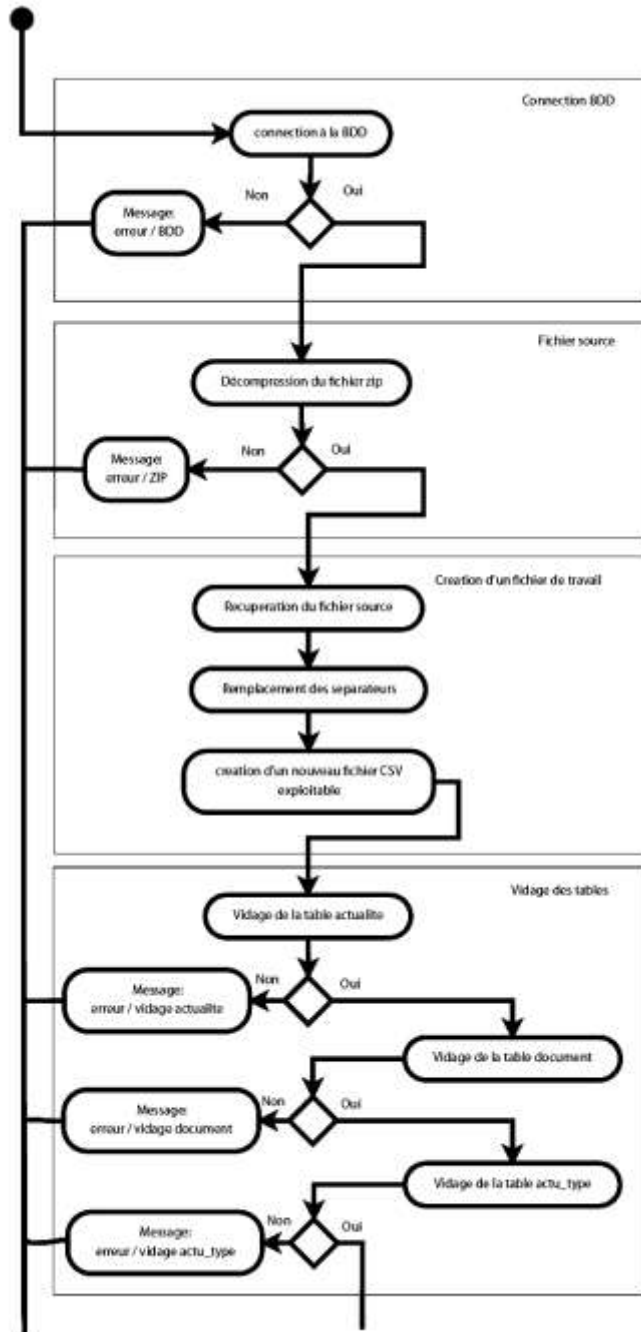 Connection BDD
connection à la BDD
Non
Oui
Message:
erreur / BDD
Fichier source
Décompression du fichier zip
Non
Oui
Message:
erreur / ZIP
Creation d'un fichier de travail
Recuperation du fichier source
Remplacement des separateurs
creation d'un nouveau fichier CSV
exploitable
Vidage des tables
Vidage de la table actualite
Non
Oui
Message:
erreur / vidage actualite
Vidage de la table document
Non
Oui
Message:
erreur / vidage document
Vidage de la table actu_type
Non
Oui
Message:
erreur / vidage actu_type